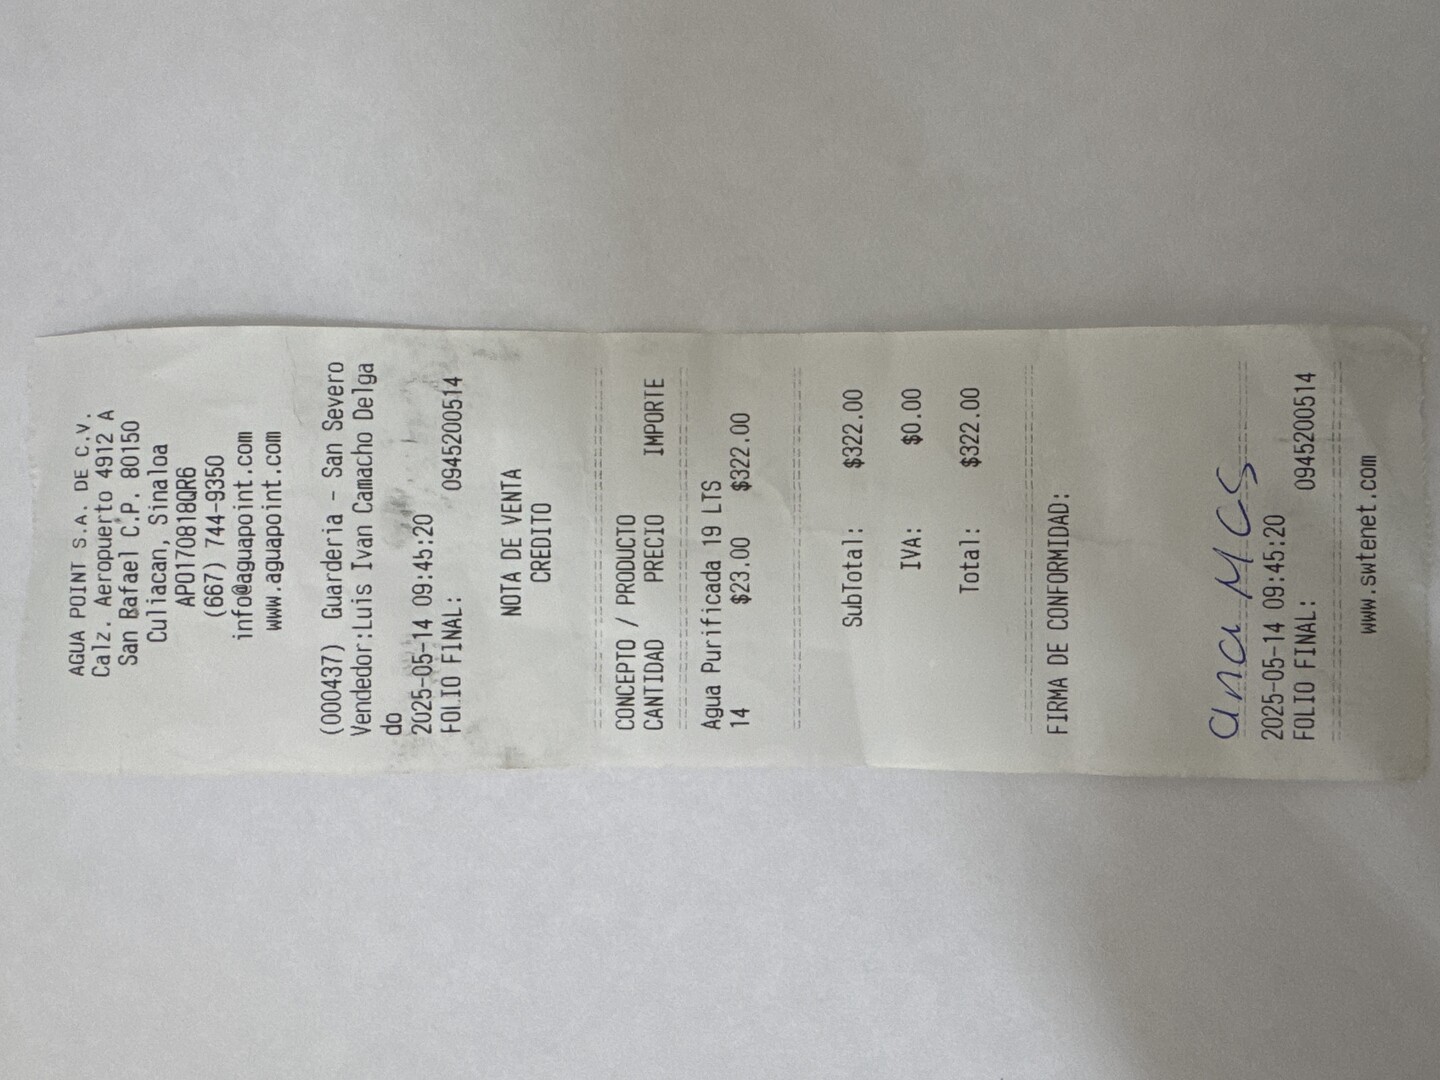 AGUA POINT S.A. DE C.V.
Calz. Aeropuerto 4912 A
San Rafael C.P. 80150
Culiacan, Sinaloa
APO170818QR6
(667) 744-9350
info@aguapoint.com
www.aguapoint.com
(000437) Guarderia - San Severo
Vendedor:Luis Ivan Camacho Delga
do
2025-05-14 09:45:20
FOLIO FINAL: 0945200514
NOTA DE VENTA
CREDITO
CONCEPTO / PRODUCTO
CANTIDAD PRECIO IMPORTE
Agua Purificada 19 LTS
14 $23.00 $322.00
SubTotal: $322.00
IVA: $0.00
Total: $322.00
FIRMA DE CONFORMIDAD:
ana MCS
2025-05-14 09:45:20
FOLIO FINAL: 0945200514
www.swtenet.com